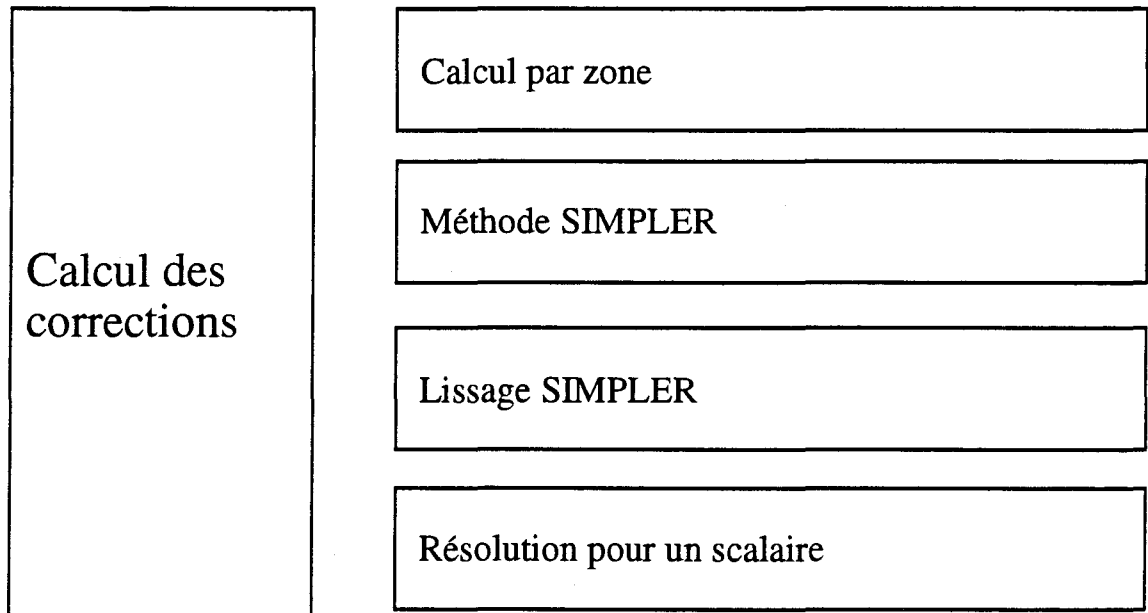 Calcul des
corrections
Calcul par zone
Méthode SIMPLER
Lissage SIMPLER
Résolution pour un scalaire